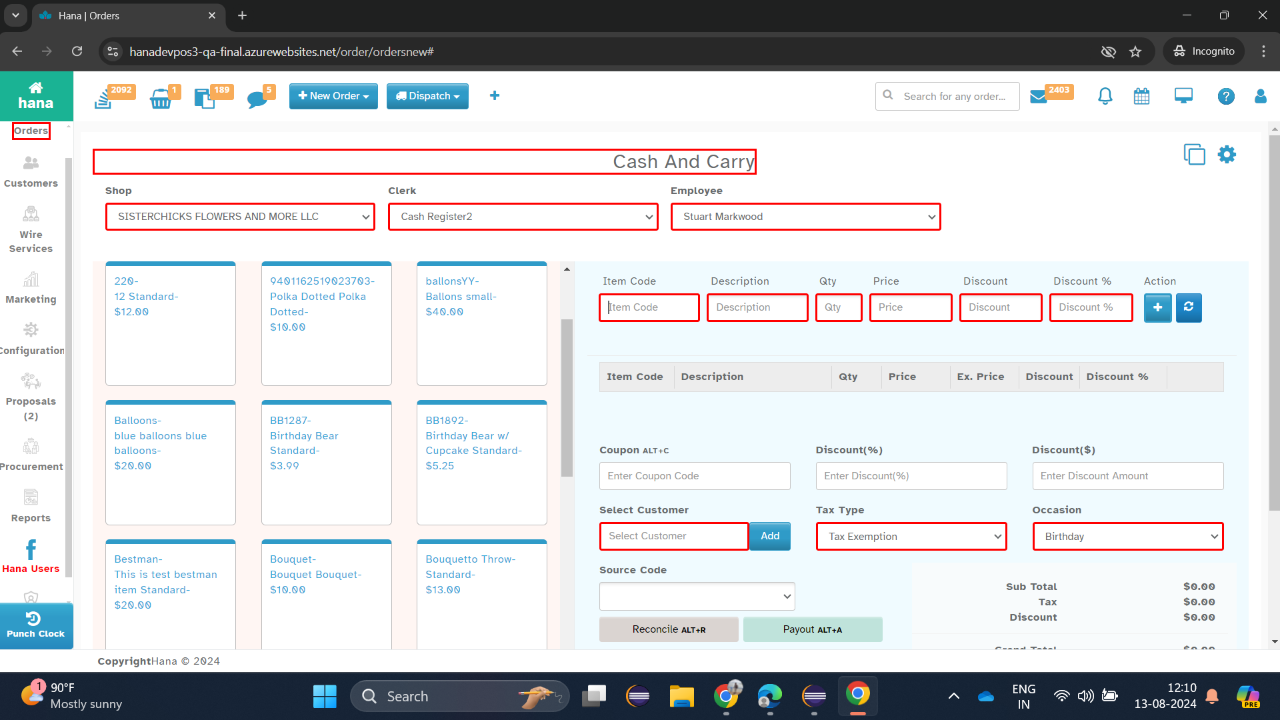 Hana | Orders
hanadevpos3-qa-final.azurewebsites.net/order/ordersnew#
Incognito
hana
2092
1
189
5
New Order
Dispatch
Search for any order...
2403
Orders
Customers
Wire
Services
Marketing
Configuration
Proposals
(2)
Procurement
Reports
Hana Users
Punch Clock
Cash And Carry
Shop
Clerk
Employee
SISTERCHICKS FLOWERS AND MORE LLC
Cash Register2
Stuart Markwood
220-
12 Standard-
$12.00
9401162519023703-
Polka Dotted Polka
Dotted-
$10.00
ballonsYY-
Ballons small-
$40.00
Balloons-
blue balloons blue
balloons-
$20.00
BB1287-
Birthday Bear
Standard-
$3.99
BB1892-
Birthday Bear w/
Cupcake Standard-
$5.25
Bestman-
This is test bestman
item Standard-
$20.00
Bouquet-
Bouquet Bouquet-
$10.00
Bouquetto Throw-
Standard-
$13.00
Item Code Description Qty Price Discount Discount % Action
Item Code Description Qty Price Discount Discount %
Item Code Description Qty Price Ex. Price Discount Discount %
Coupon ALT+C Discount(%) Discount($)
Enter Coupon Code Enter Discount(%) Enter Discount Amount
Select Customer Tax Type Occasion
Select Customer Add Tax Exemption Birthday
Source Code
Sub Total $0.00
Tax $0.00
Discount $0.00
Reconcile ALT+R Payout ALT+A
Grand Total $0.00
CopyrightHana © 2024
1
90°F
Mostly sunny
Search
ENG
IN
12:10
13-08-2024
PRE